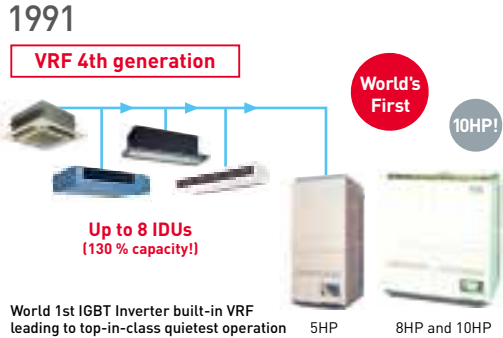 1991
VRF 4th generation
World's
First
10HP!
Up to 8 IDUs
(130 % capacity!)
World 1st IGBT Inverter built-in VRF
leading to top-in-class quietest operation
5HP
8HP and 10HP